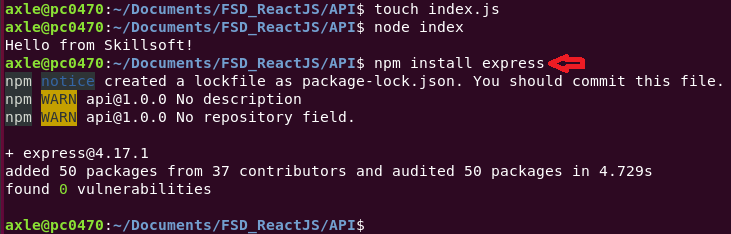 axle@pc0470:~/Documents/FSD_ReactJS/API$ touch index.js
axle@pc0470:~/Documents/FSD_ReactJS/API$ node index
Hello from Skillsoft!
axle@pc0470:~/Documents/FSD_ReactJS/API$ npm install express
npm notice created a lockfile as package-lock.json. You should commit this file.
npm WARN api@1.0.0 No description
npm WARN api@1.0.0 No repository field.
+ express@4.17.1
added 50 packages from 37 contributors and audited 50 packages in 4.729s
found 0 vulnerabilities
axle@pc0470:~/Documents/FSD_ReactJS/API$